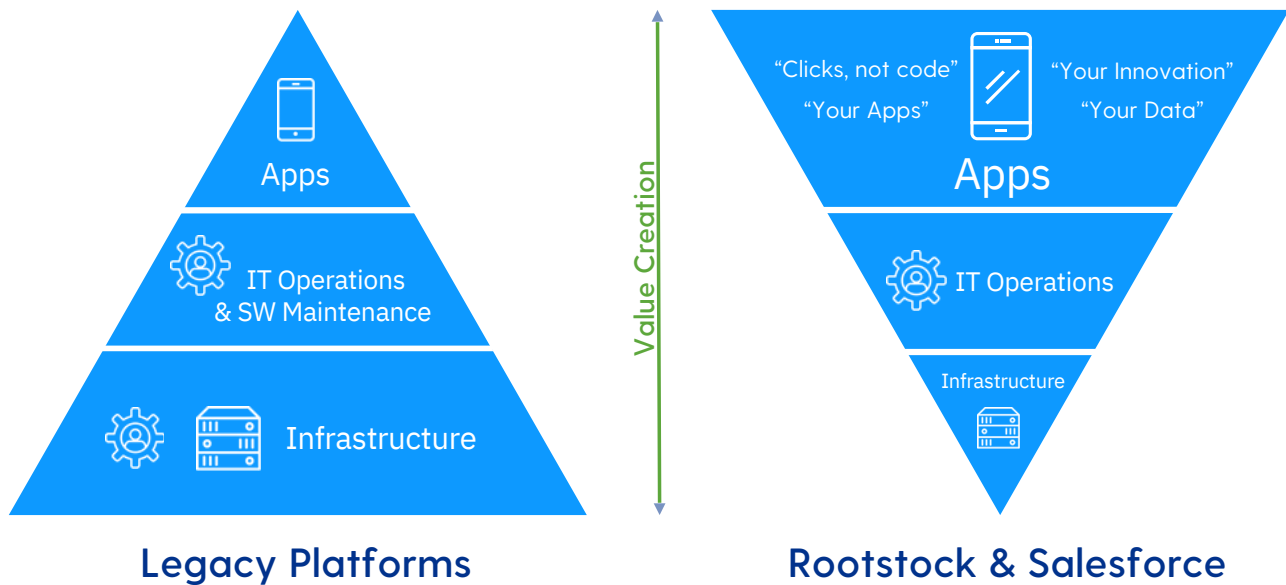 Apps
IT Operations
& SW Maintenance
Infrastructure
Legacy Platforms
Value Creation
“Clicks, not code”
“Your Apps”
“Your Innovation”
“Your Data”
Apps
IT Operations
Infrastructure
Rootstock & Salesforce